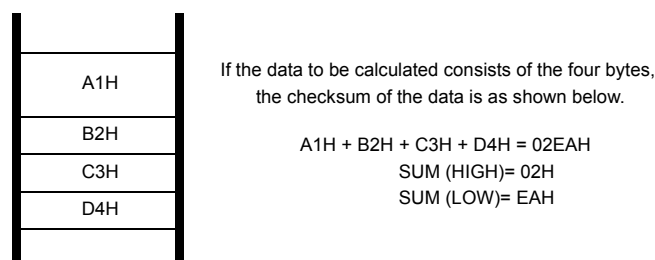 A1H
B2H
C3H
D4H
If the data to be calculated consists of the four bytes,
the checksum of the data is as shown below.
A1H + B2H + C3H + D4H = 02EAH
SUM (HIGH)= 02H
SUM (LOW)= EAH